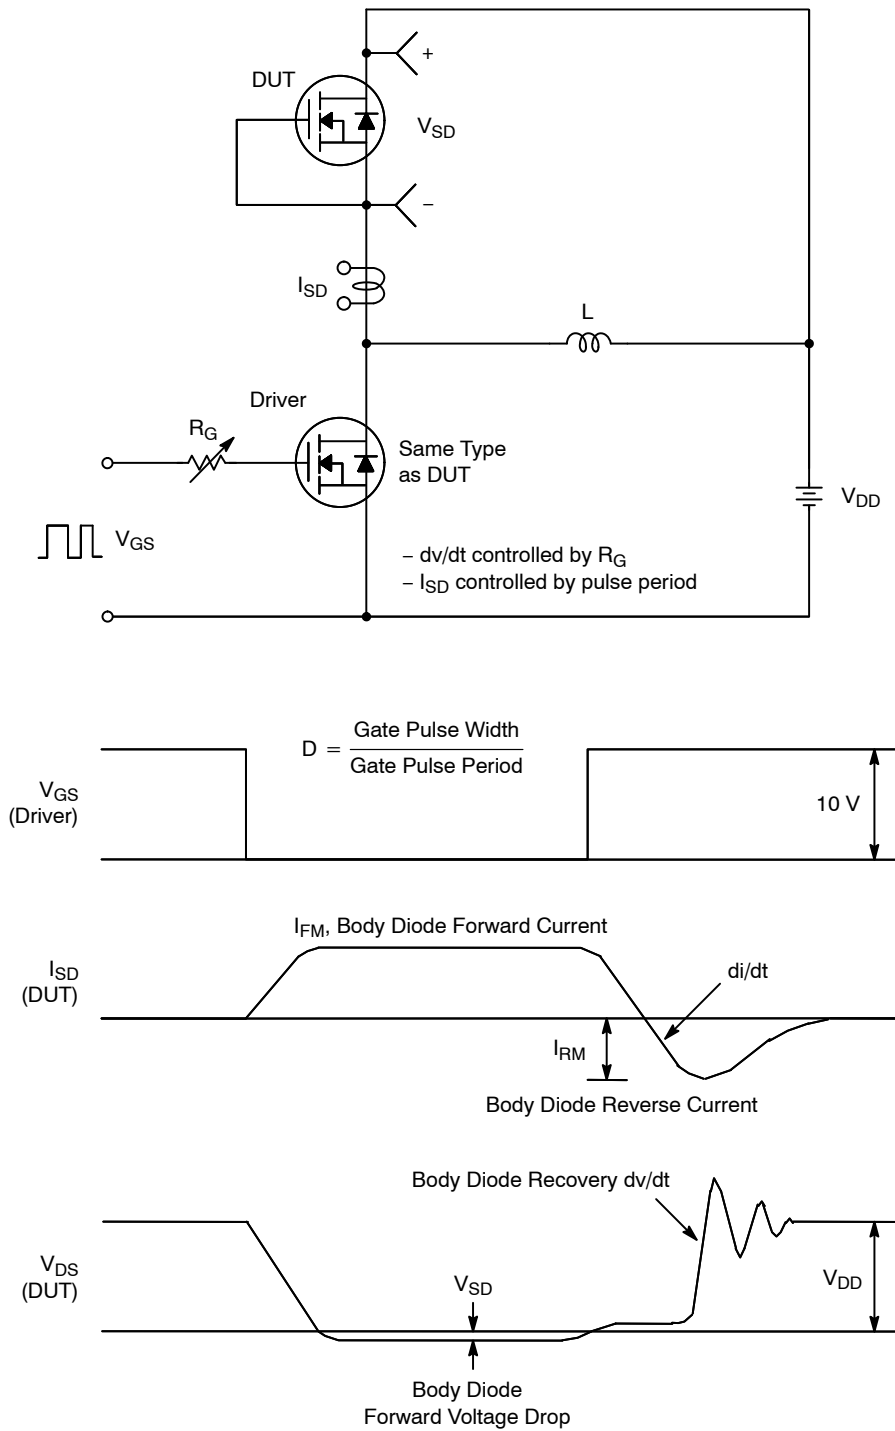 DUT
+
V_SD
−
I_SD
L
Driver
R_G
Same Type
as DUT
V_DD
V_GS
– dv/dt controlled by R_G
– I_SD controlled by pulse period
D = Gate Pulse Width
Gate Pulse Period
V_GS
(Driver)
10 V
I_FM, Body Diode Forward Current
I_SD
(DUT)
di/dt
I_RM
Body Diode Reverse Current
Body Diode Recovery dv/dt
V_DS
(DUT)
V_SD
V_DD
Body Diode
Forward Voltage Drop